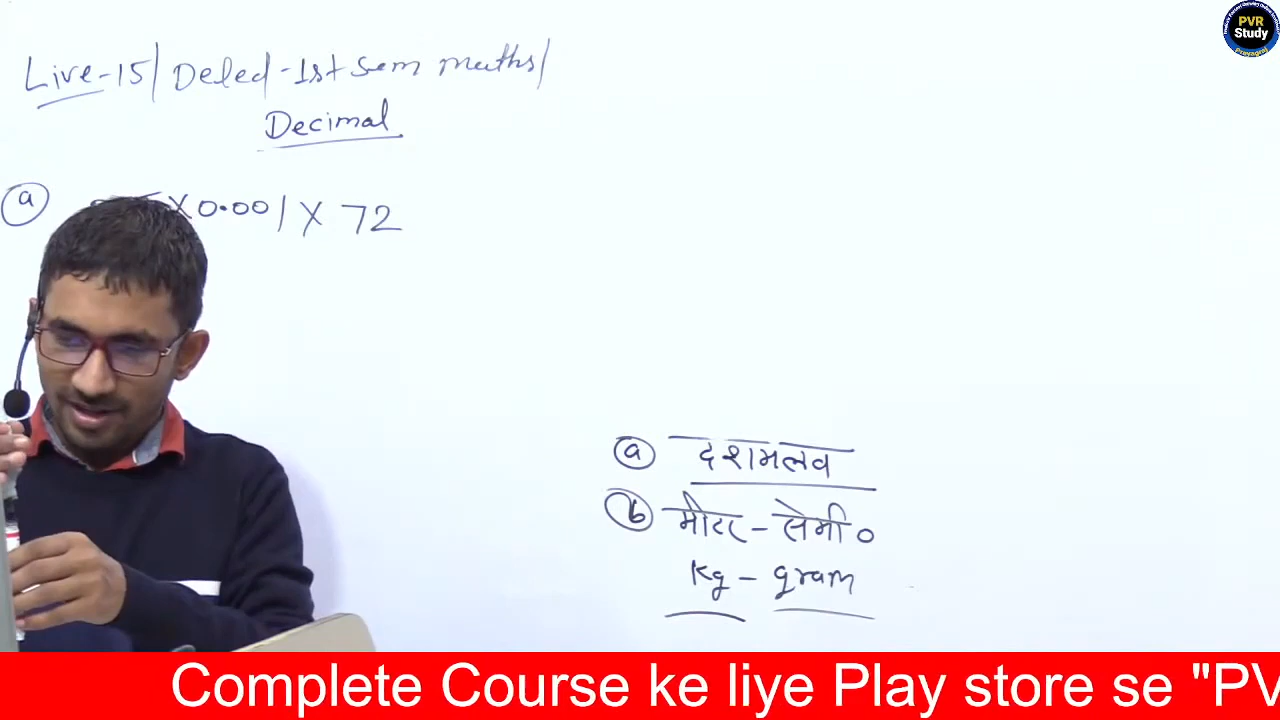 PVR
Study
Prayagraj
Live-15/ Deled-1st sem maths/
Decimal
a
X 0.001 X 72
a दशमलव
b मीटर - सेमी०
Kg - gram
Complete Course ke liye Play store se "PV